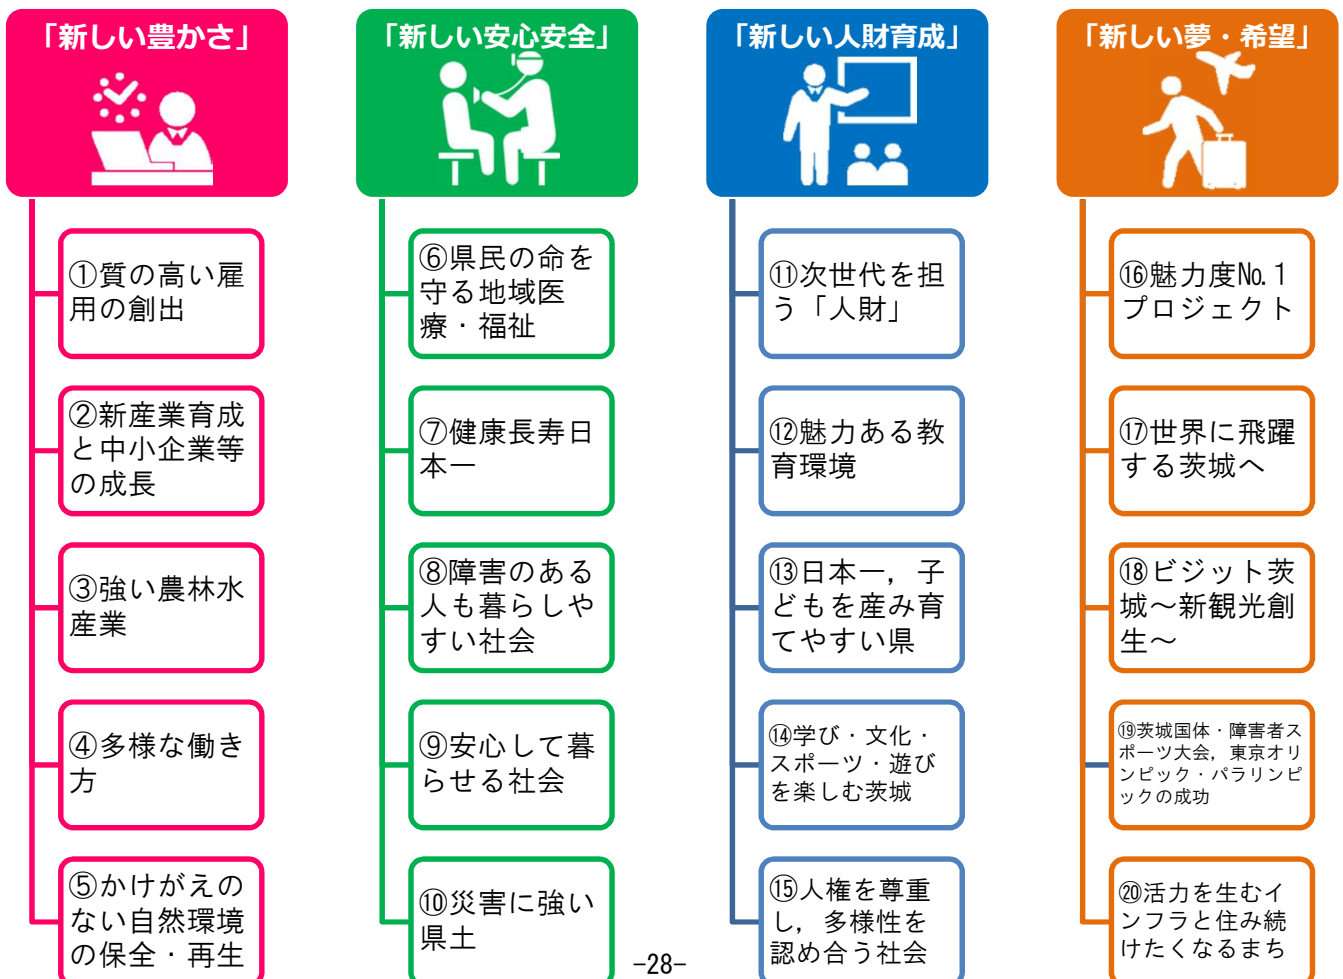 「新しい豊かさ」
①質の高い雇
用の創出
②新産業育成
と中小企業等
の成長
③強い農林水
産業
④多様な働き
方
⑤かけがえの
ない自然環境
の保全・再生
「新しい安心安全」
⑥県民の命を
守る地域医
療・福祉
⑦健康長寿日
本一
⑧障害のある
人も暮らしや
すい社会
⑨安心して暮
らせる社会
⑩災害に強い
県土
「新しい人財育成」
⑪次世代を担
う「人財」
⑫魅力ある教
育環境
⑬日本一，子
どもを産み育
てやすい県
⑭学び・文化・
スポーツ・遊び
を楽しむ茨城
⑮人権を尊重
し，多様性を
認め合う社会
「新しい夢・希望」
⑯魅力度№１
プロジェクト
⑰世界に飛躍
する茨城へ
⑱ビジット茨
城～新観光創
生～
⑲茨城国体・障害者ス
ポーツ大会，東京オリ
ンピック・パラリンピ
ックの成功
⑳活力を生むイ
ンフラと住み続
けたくなるまち
-28-